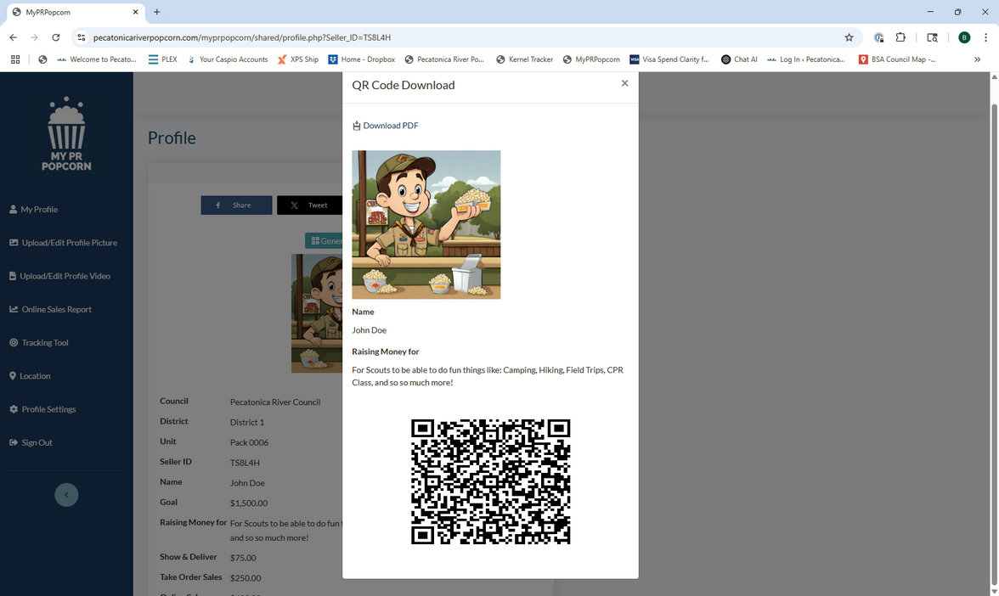 MyPRPopcorn
pecatonicariverpopcorn.com/myprpopcorn/shared/profile.php?Seller_ID=TS8L4H
B
Welcome to Pecato...
PLEX
Your Caspio Accounts
XPS Ship
Home - Dropbox
Pecatonica River Po...
Kernel Tracker
MyPRPopcorn
VISA
Visa Spend Clarity f...
Chat AI
Log In ‹ Pecatonica...
BSA Council Map -...
MY PR
POPCORN
My Profile
Upload/Edit Profile Picture
Upload/Edit Profile Video
Online Sales Report
Tracking Tool
Location
Profile Settings
Sign Out
Profile
Share
Tweet
Gener
Council Pecatonica River Council
District District 1
Unit Pack 0006
Seller ID TS8L4H
Name John Doe
Goal $1,500.00
Raising Money for For Scouts to be able to do fun
and so so much more!
Show & Deliver $75.00
Take Order Sales $250.00
QR Code Download
Download PDF
Name
John Doe
Raising Money for
For Scouts to be able to do fun things like: Camping, Hiking, Field Trips, CPR
Class, and so so much more!